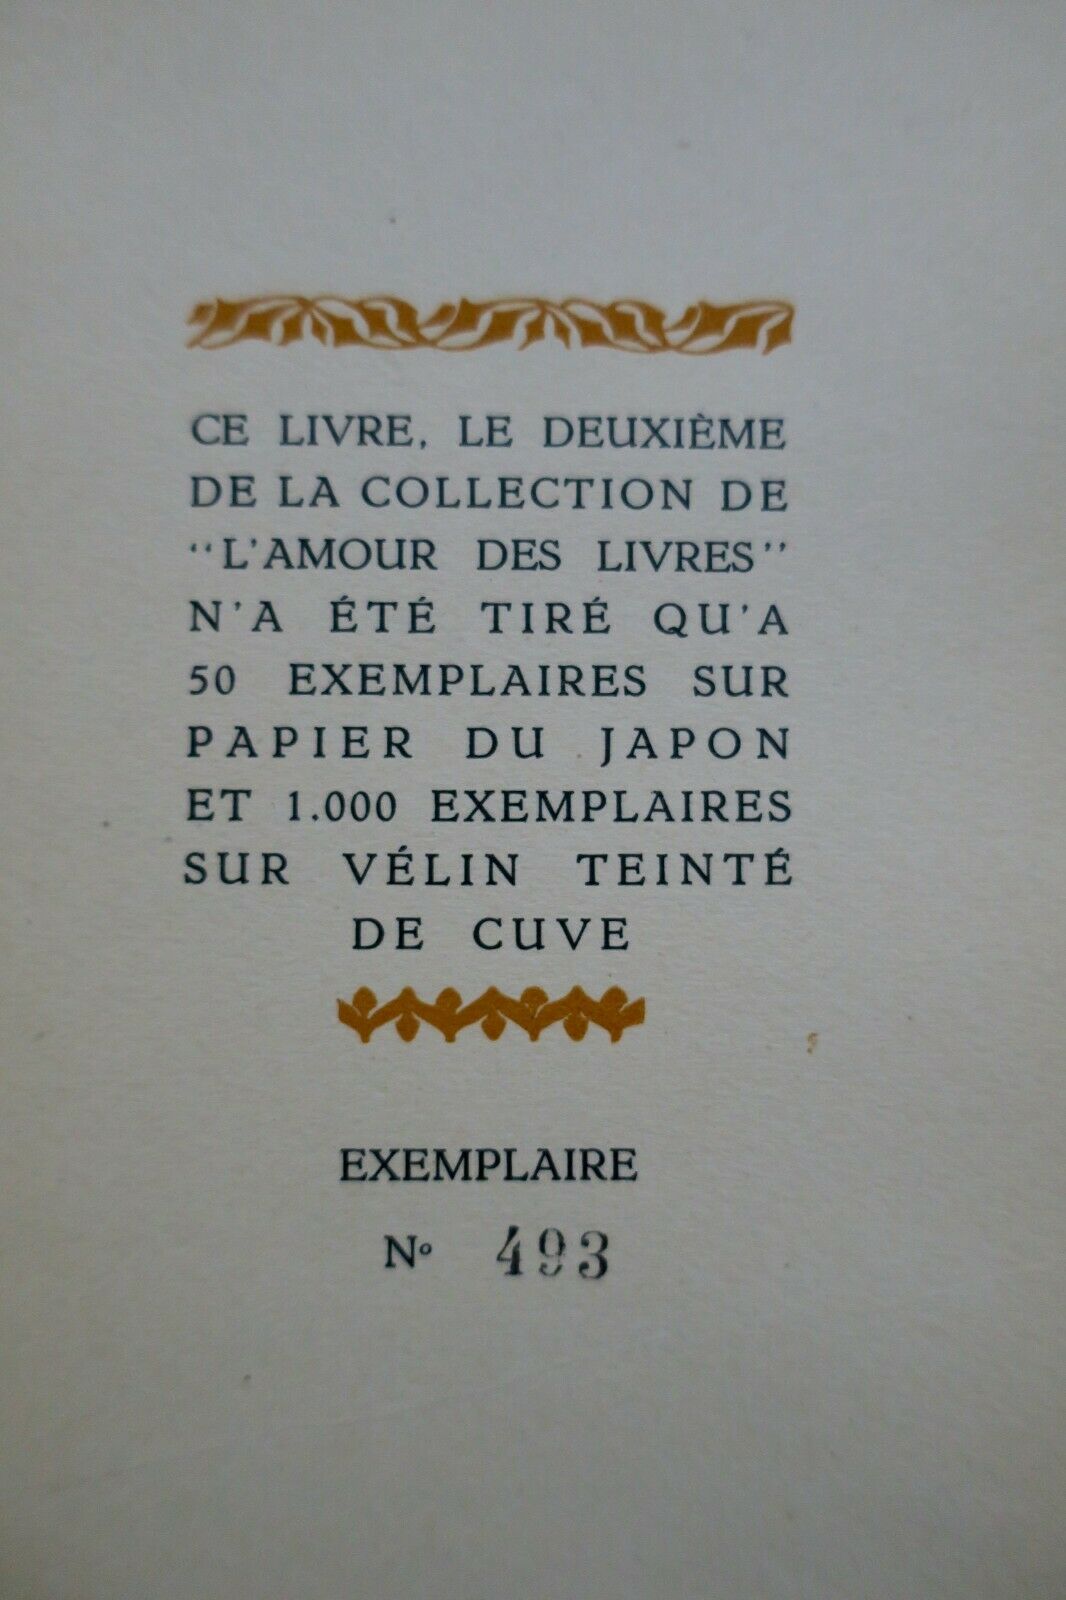 CE LIVRE, LE DEUXIÈME
DE LA COLLECTION DE
"L'AMOUR DES LIVRES"
N'A ÉTÉ TIRÉ QU'A
50 EXEMPLAIRES SUR
PAPIER DU JAPON
ET 1.000 EXEMPLAIRES
SUR VÉLIN TEINTÉ
DE CUVE
EXEMPLAIRE
Nº 493